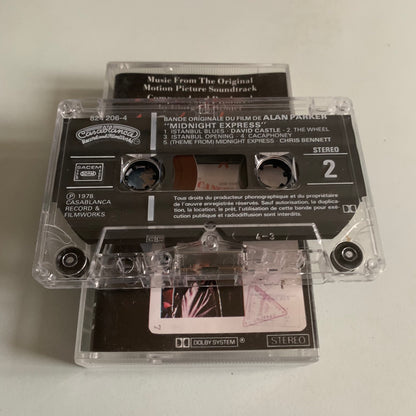 Music From The Original
Motion Picture Soundtrack
824 206-4
BANDE ORIGINALE DU FILM DE ALAN PARKER
"MIDNIGHT EXPRESS"
1. ISTANBUL BLUES · DAVID CASTLE · 2. THE WHEEL
3. ISTANBUL OPENING · 4. CACAPHONEY
5. (THEME FROM) MIDNIGHT EXPRESS · CHRIS BENNETT
Casablanca
STEREO
SACEM
2
℗ 1978
CASABLANCA
RECORD &
FILMWORKS
Tous droits du producteur phonographique et du propriétaire
de l'œuvre enregistrée réservés. Sauf autorisation, la duplica-
tion, la location, le prêt, l'utilisation de cette bande pour exé-
cution publique et radiodiffusion sont interdits.
DOLBY SYSTEM ®
STEREO